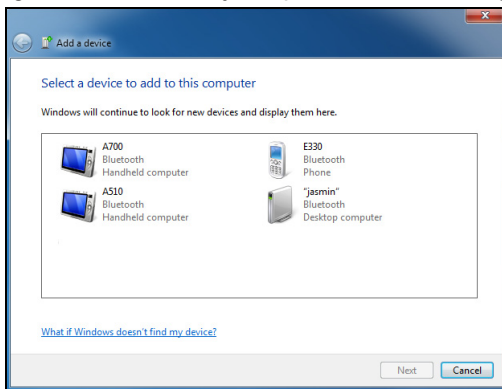 Add a device
Select a device to add to this computer
Windows will continue to look for new devices and display them here.
A700
Bluetooth
Handheld computer
E330
Bluetooth
Phone
A510
Bluetooth
Handheld computer
"jasmin"
Bluetooth
Desktop computer
What if Windows doesn't find my device?
Next
Cancel